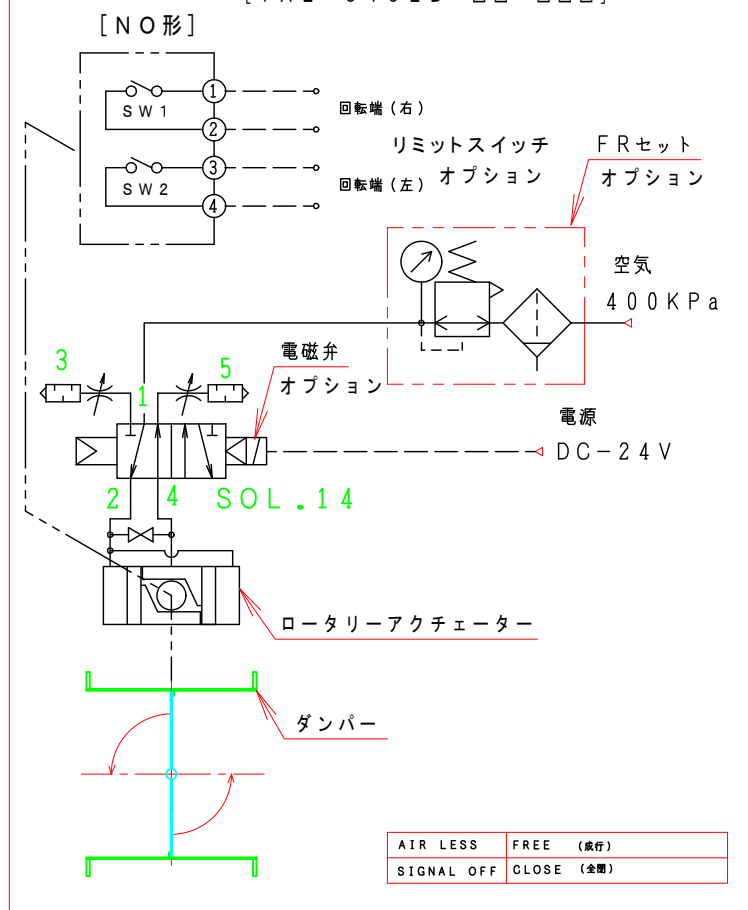 [NO形]
SW1
1
2
回転端(右)
SW2
3
4
回転端(左)
リミットスイッチ
オプション
FRセット
オプション
空気
400KPa
電磁弁
オプション
3
1
5
電源
DC-24V
2
4
SOL.14
ロータリーアクチェーター
ダンパー
AIR LESS FREE (成行)
SIGNAL OFF CLOSE (全閉)